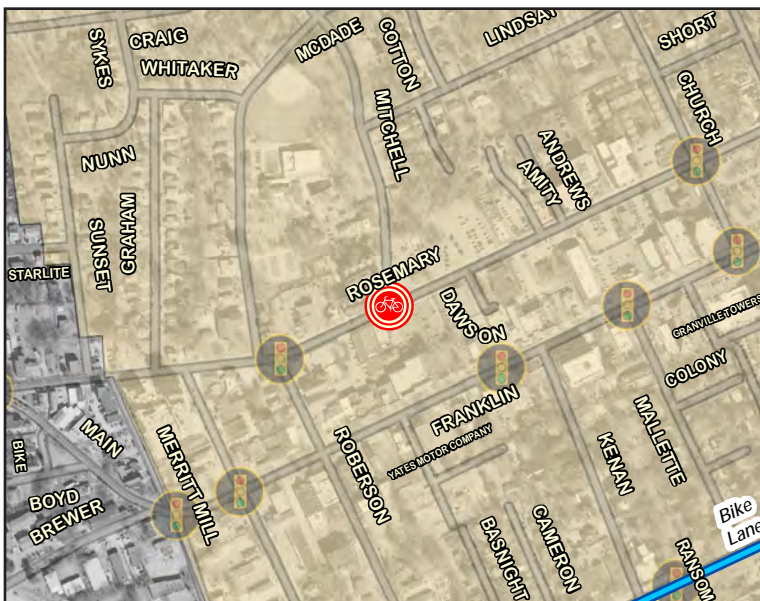 SYKES
CRAIG
WHITAKER
MCDADE
COTTON
LINDSAY
SHORT
CHURCH
MITCHELL
NUNN
ANDREWS
AMITY
SUNSET
GRAHAM
STARLITE
ROSEMARY
DAWSON
GRANVILLE TOWERS
COLONY
FRANKLIN
MALLETTE
KENAN
YATES MOTOR COMPANY
ROBERSON
MERRITT MILL
MAIN
BIKE
BOYD
BREWER
BASNIGHT
CAMERON
RANSOM
Bike
Lane